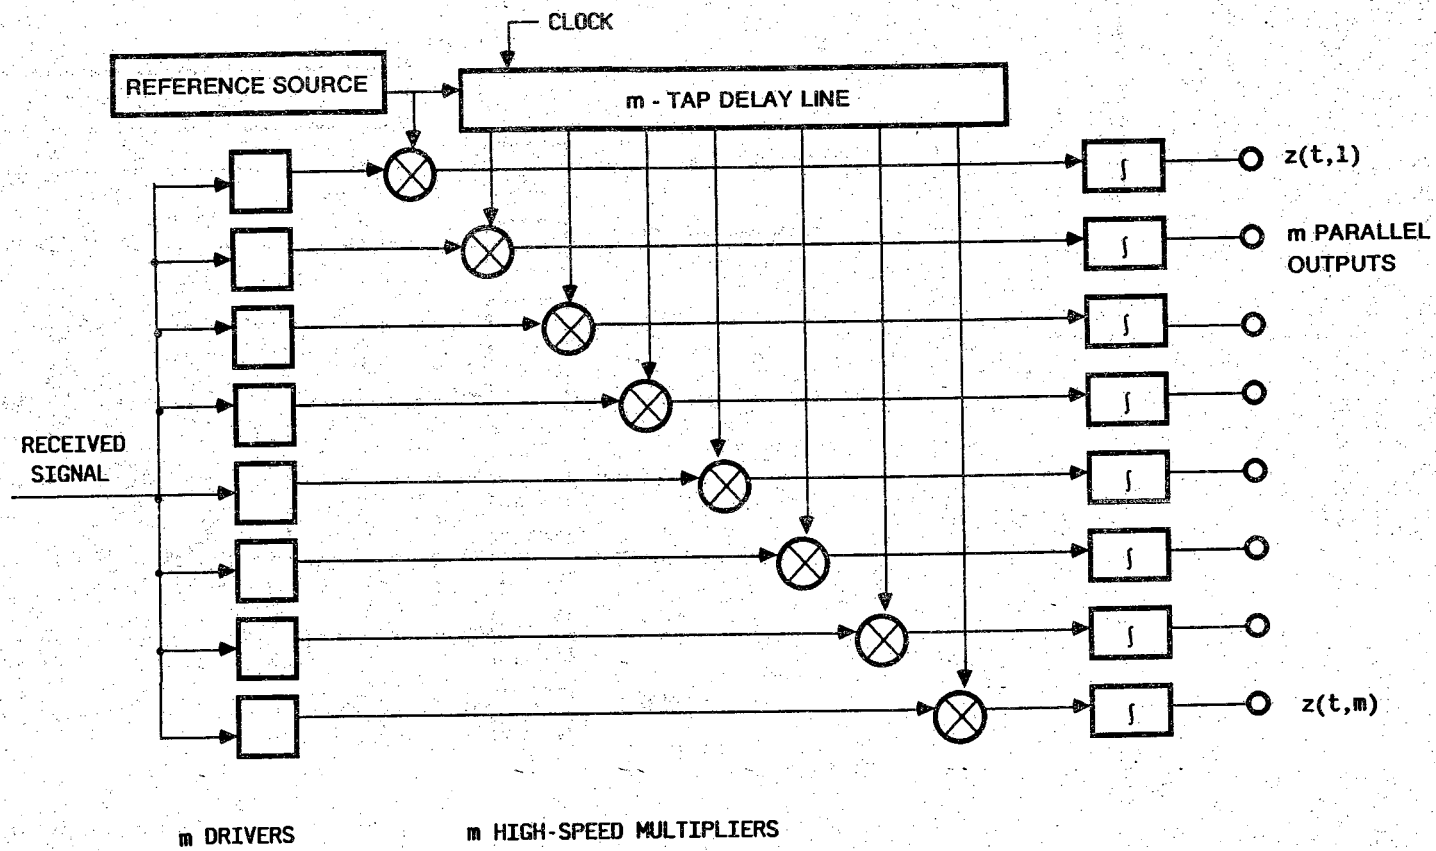 CLOCK
REFERENCE SOURCE
m - TAP DELAY LINE
∫
z(t,1)
∫
m PARALLEL
OUTPUTS
∫
∫
RECEIVED
SIGNAL
∫
∫
∫
∫
z(t,m)
m DRIVERS
m HIGH-SPEED MULTIPLIERS